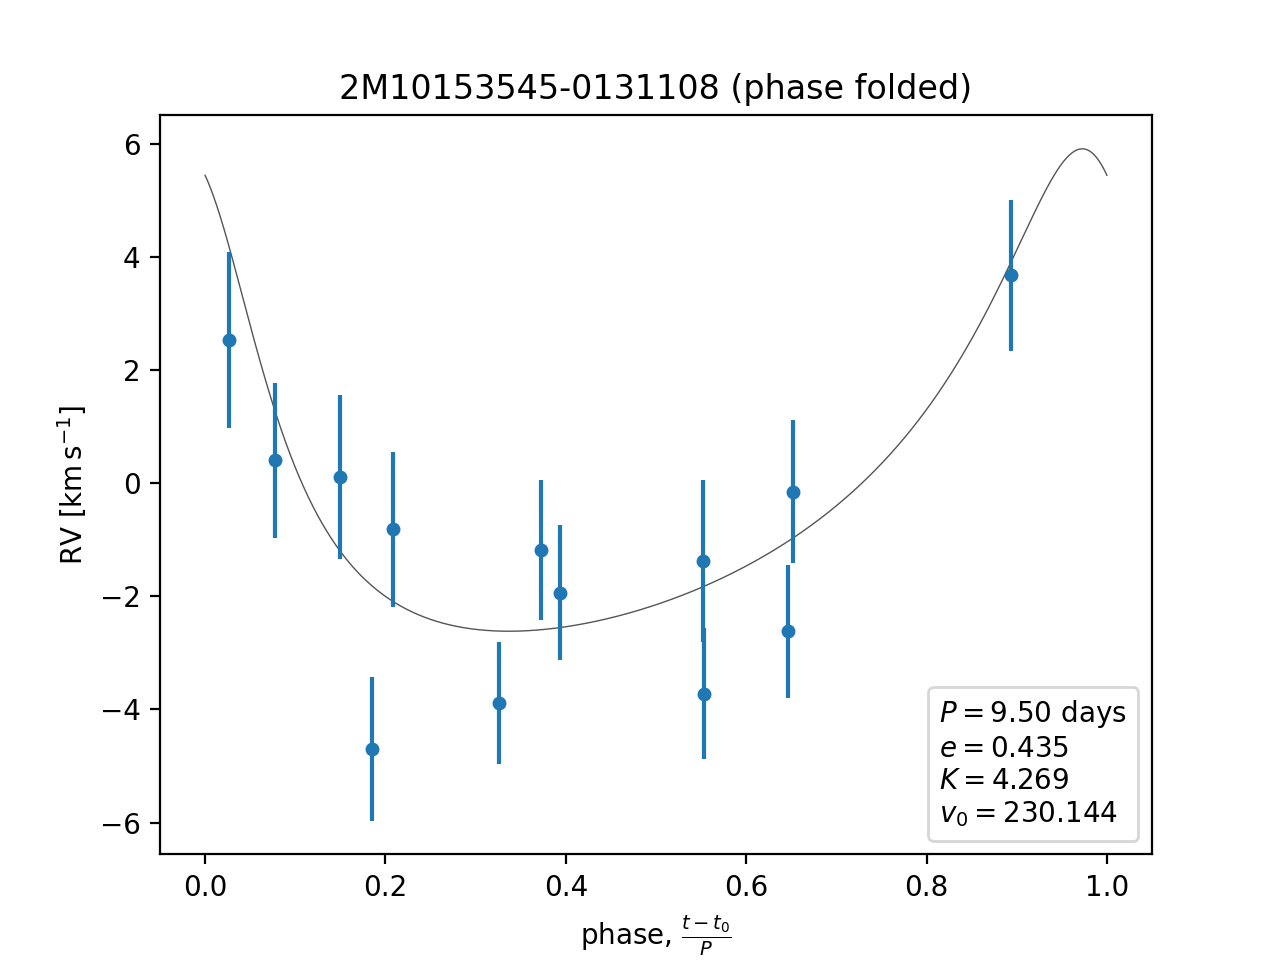 2M10153545-0131108 (phase folded)
RV [km s⁻¹]
6
4
2
0
−2
−4
−6
P = 9.50 days
e = 0.435
K = 4.269
v₀ = 230.144
0.0 0.2 0.4 0.6 0.8 1.0
phase, (t − t₀)/P